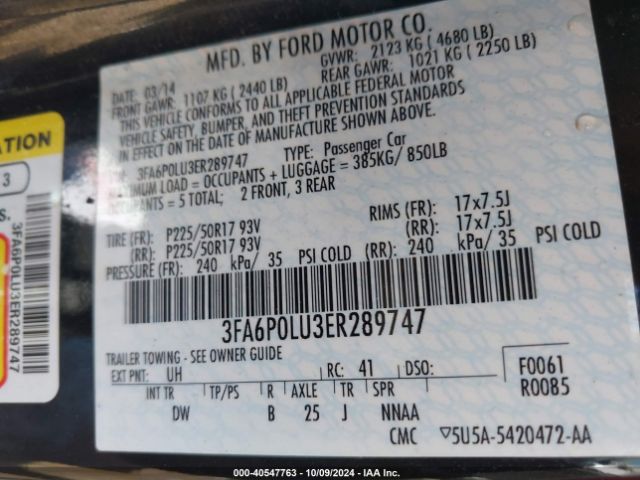 MFD. BY FORD MOTOR CO.
DATE: 03/14
GVWR: 2123 KG ( 4680 LB)
FRONT GAWR: 1107 KG ( 2440 LB)
REAR GAWR: 1021 KG ( 2250 LB)
THIS VEHICLE CONFORMS TO ALL APPLICABLE FEDERAL MOTOR
VEHICLE SAFETY, BUMPER, AND THEFT PREVENTION STANDARDS
IN EFFECT ON THE DATE OF MANUFACTURE SHOWN ABOVE.
3FA6P0LU3ER289747 TYPE: Passenger Car
LOAD = OCCUPANTS + LUGGAGE = 385KG/ 850LB
= 5 TOTAL; 2 FRONT, 3 REAR
TIRE (FR): P225/50R17 93V RIMS (FR): 17x7.5J
(RR): P225/50R17 93V (RR): 17x7.5J
PRESSURE (FR): 240 kPa/ 35 PSI COLD (RR): 240 kPa/ 35 PSI COLD
3FA6P0LU3ER289747
TRAILER TOWING - SEE OWNER GUIDE
EXT PNT: UH RC: 41 DSO: F0061
R0085
INT TR TP/PS R AXLE TR SPR
DW B 25 J NNAA
CMC ▽5U5A-5420472-AA
3
3FA6P0LU3ER289747
000-40547763 - 10/09/2024 - IAA Inc.